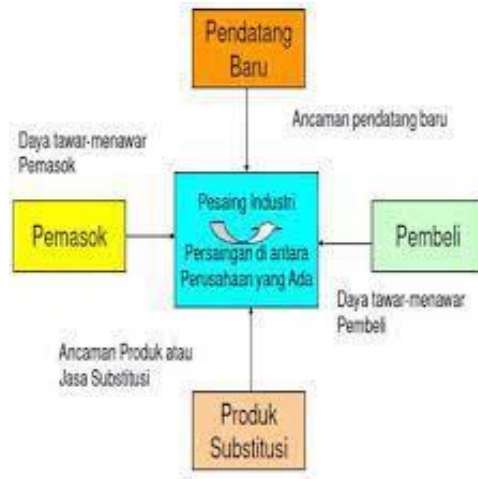 Pendatang
Baru
Ancaman pendatang baru
Daya tawar-menawar
Pemasok
Pemasok
Pesaing Industri
Persaingan di antara
Perusahaan yang Ada
Pembeli
Daya tawar-menawar
Pembeli
Ancaman Produk atau
Jasa Substitusi
Produk
Substitusi